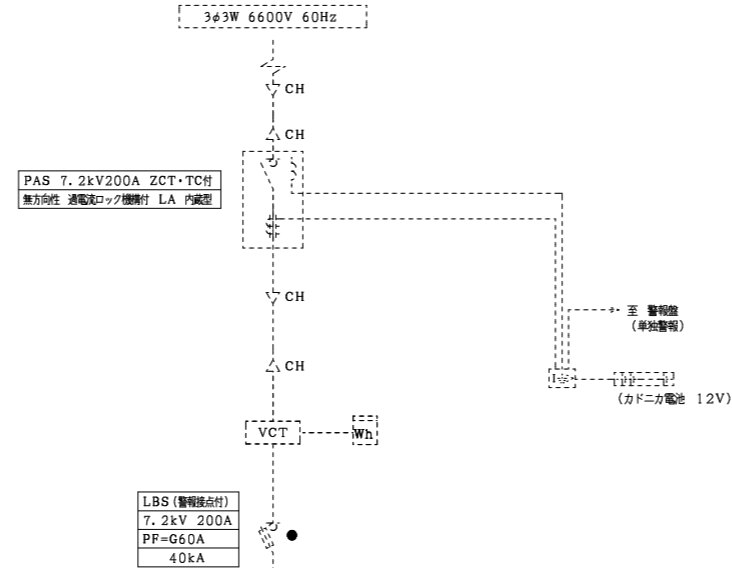 3φ3W 6600V 60Hz
CH
CH
PAS 7.2kV200A ZCT・TC付
無方向性 過電流ロック機構付 LA 内蔵型
CH
至 警報盤
(単独警報)
CH
(カドニカ電池 12V)
VCT
Wh
LBS(警報接点付)
7.2kV 200A
PF=G60A
40kA